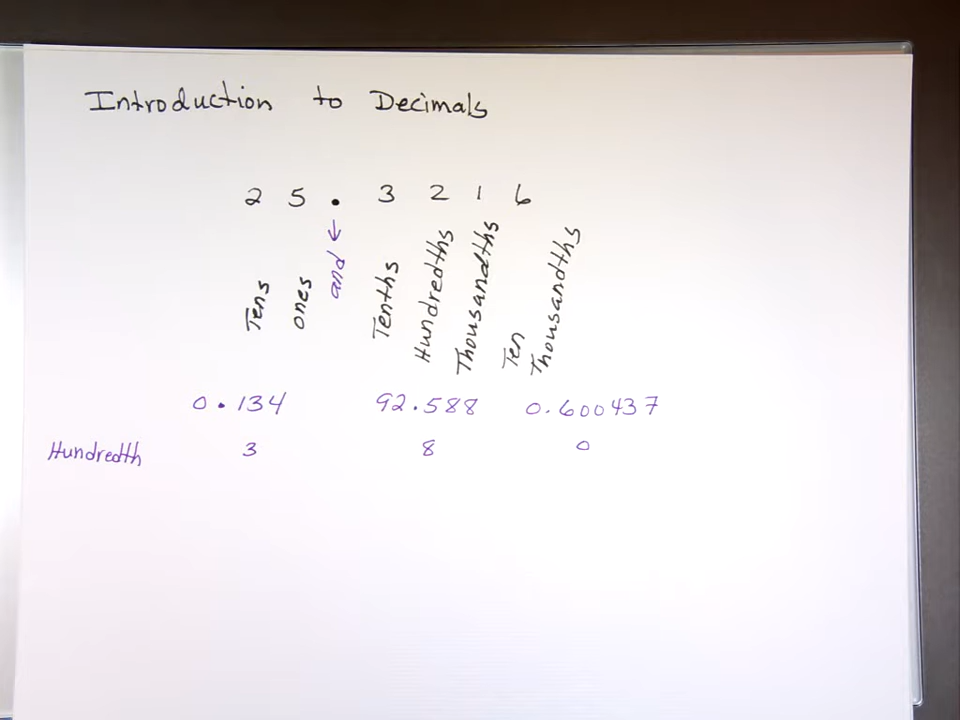 Introduction to Decimals
2 5 . 3 2 1 6
Tens ones and ← Tenths Hundredths Thousandths Ten Thousandths
0.134 92.588 0.600437
Hundredth 3 8 0